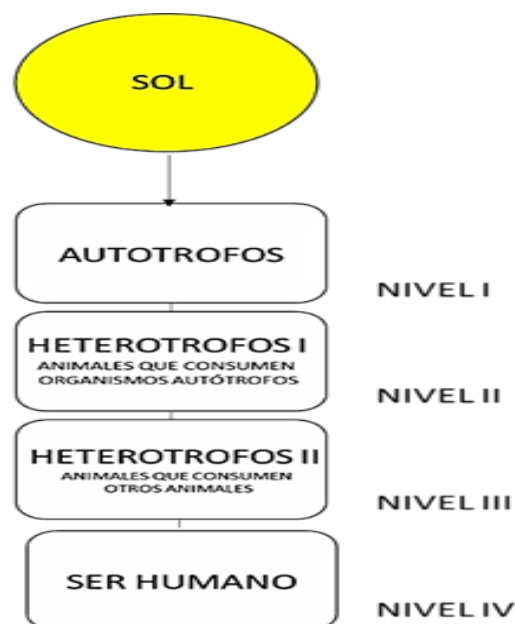 SOL
AUTOTROFOS
NIVEL I
HETEROTROFOS I
ANIMALES QUE CONSUMEN
ORGANISMOS AUTÓTROFOS
NIVEL II
HETEROTROFOS II
ANIMALES QUE CONSUMEN
OTROS ANIMALES
NIVEL III
SER HUMANO
NIVEL IV